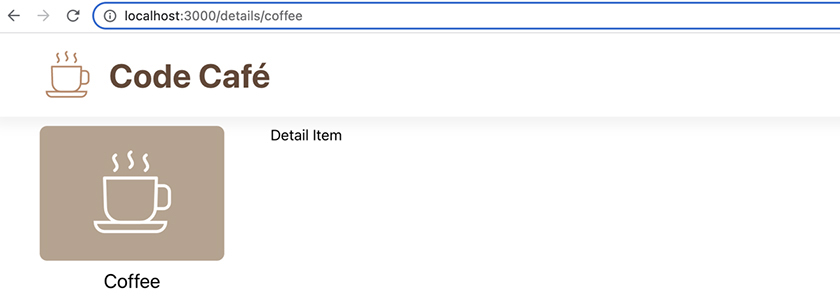 localhost:3000/details/coffee
Code Café
Detail Item
Coffee